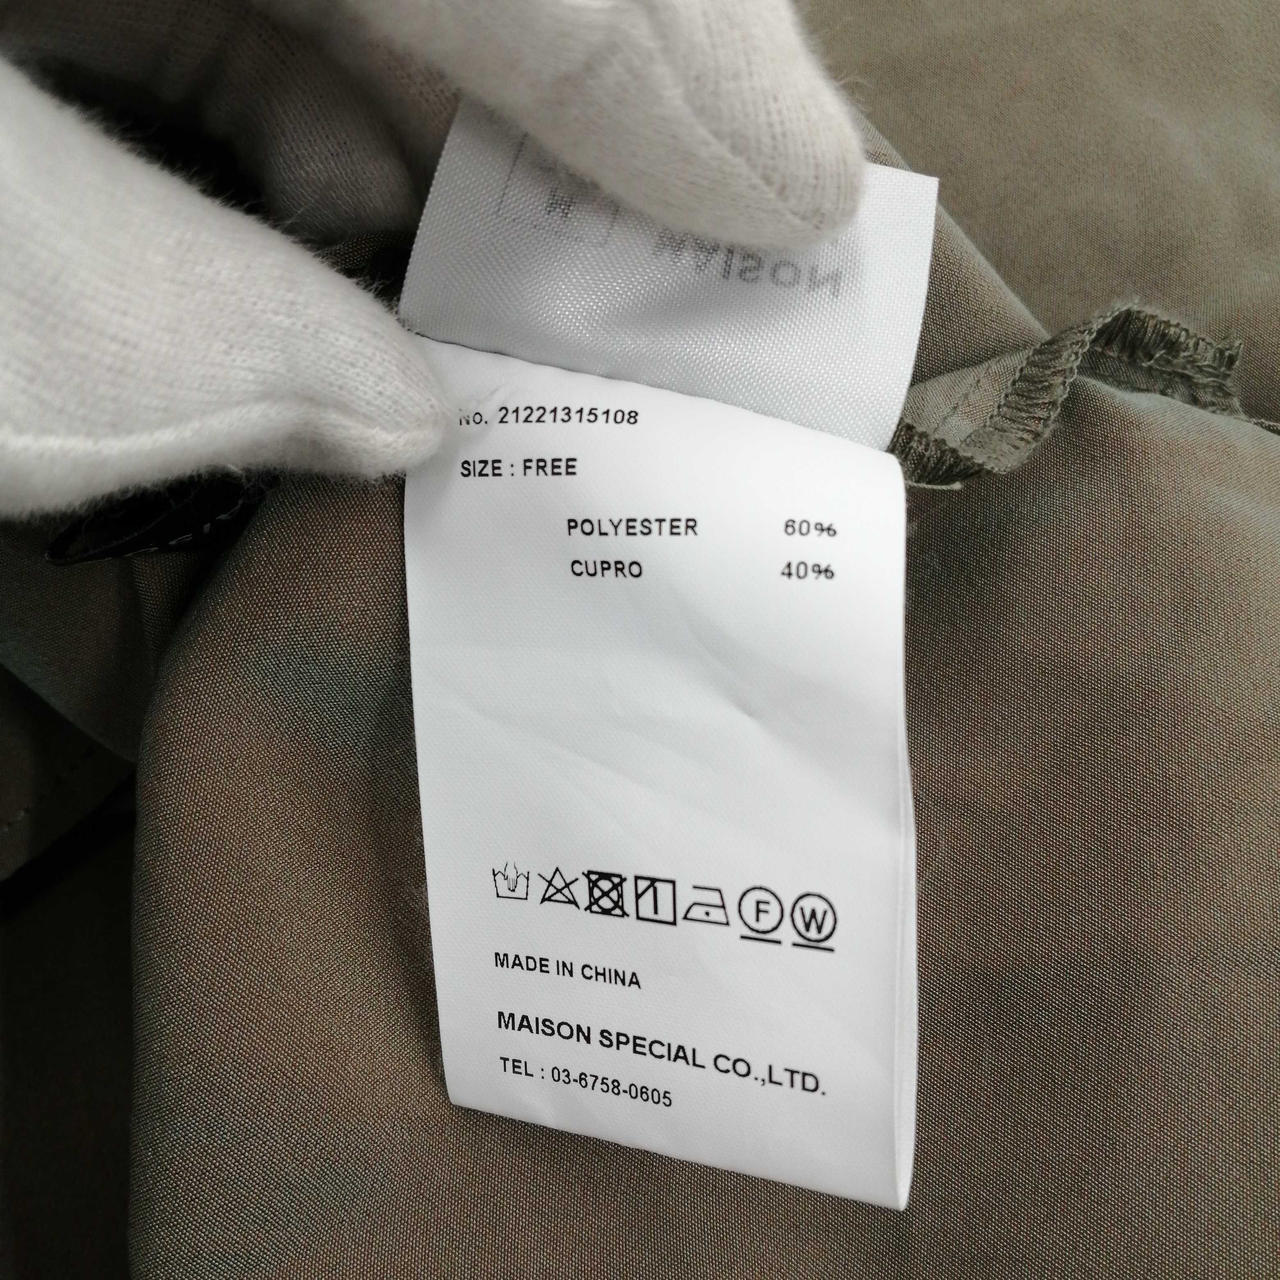 MAISON
No. 21221315108
SIZE : FREE
POLYESTER 60%
CUPRO 40%
F W
MADE IN CHINA
MAISON SPECIAL CO.,LTD.
TEL : 03-6758-0605